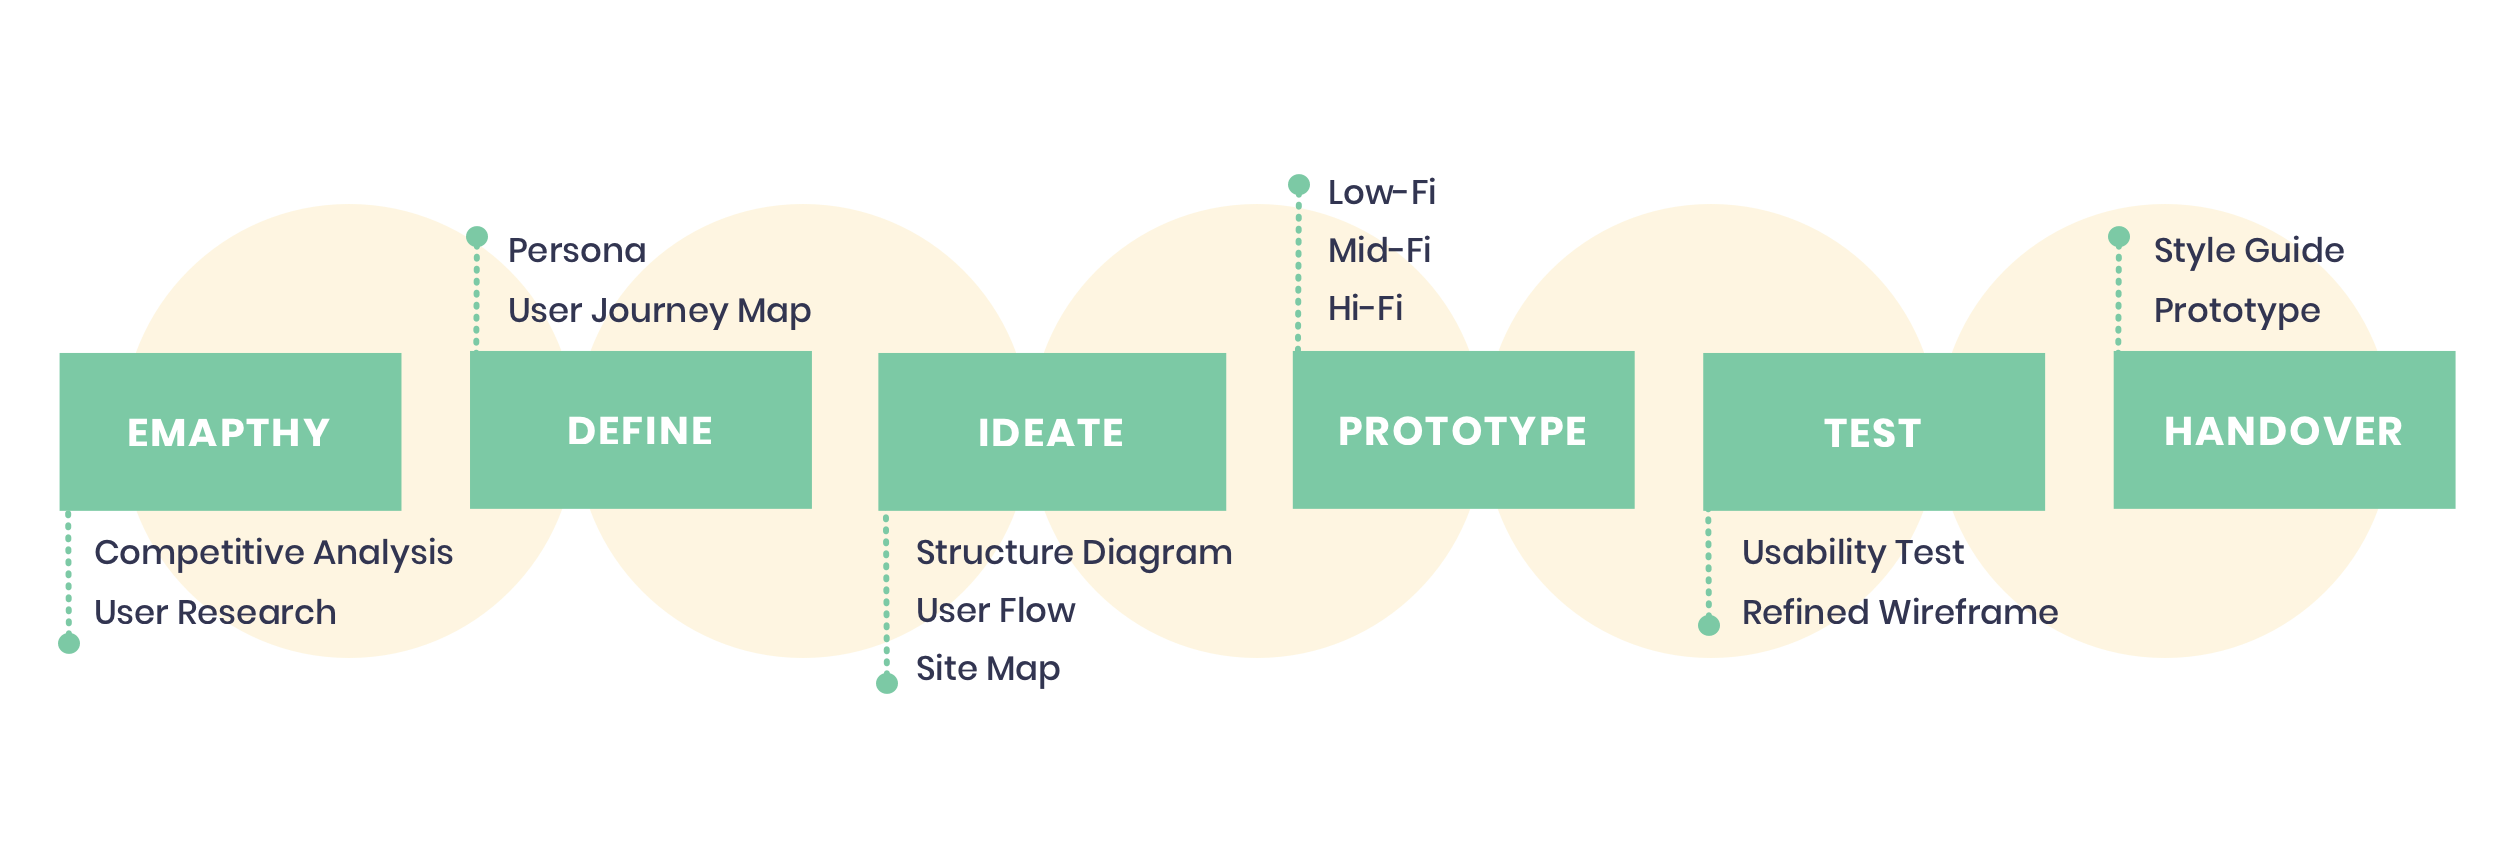 EMAPTHY
Competitive Analysis
User Research
Persona
User Journey Map
DEFINE
IDEATE
Structure Diagram
User Flow
Site Map
Low-Fi
Mid-Fi
Hi-Fi
PROTOTYPE
TEST
Usability Test
Refined Wireframe
Style Guide
Prototype
HANDOVER